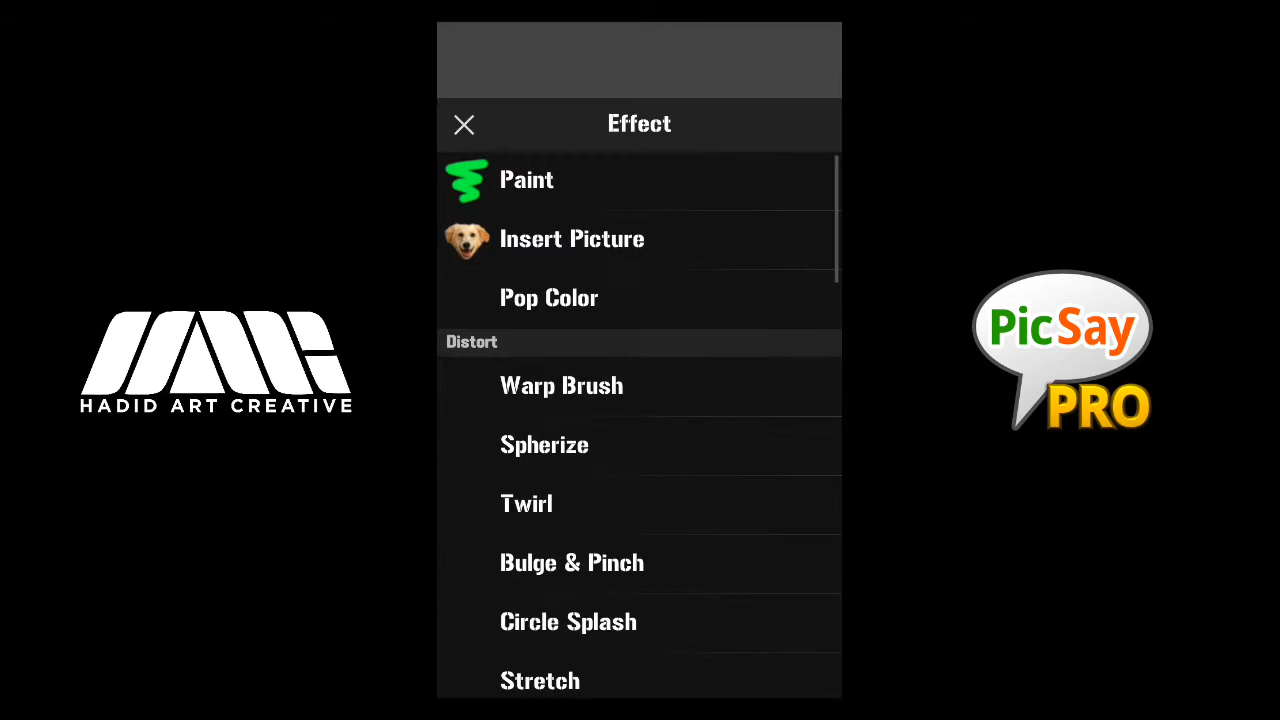 Effect
Paint
Insert Picture
Pop Color
Distort
Warp Brush
Spherize
Twirl
Bulge & Pinch
Circle Splash
Stretch
HAC
HADID ART CREATIVE
PicSay
PRO